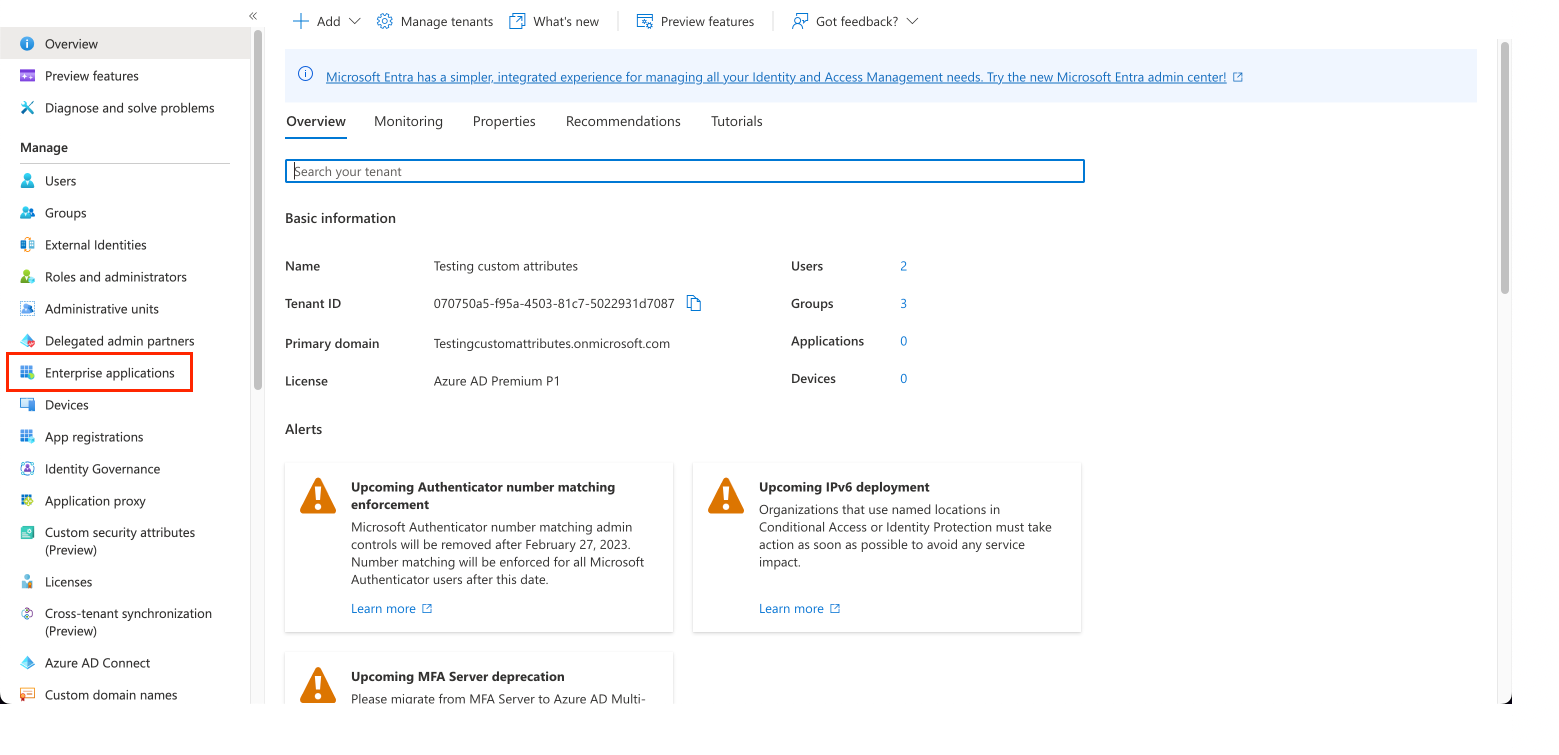 «
Overview
Preview features
Diagnose and solve problems
Manage
Users
Groups
External Identities
Roles and administrators
Administrative units
Delegated admin partners
Enterprise applications
Devices
App registrations
Identity Governance
Application proxy
Custom security attributes
(Preview)
Licenses
Cross-tenant synchronization
(Preview)
Azure AD Connect
Custom domain names
Add Manage tenants What's new Preview features Got feedback?
Microsoft Entra has a simpler, integrated experience for managing all your Identity and Access Management needs. Try the new Microsoft Entra admin center!
Overview Monitoring Properties Recommendations Tutorials
Search your tenant
Basic information
Name Testing custom attributes Users 2
Tenant ID 070750a5-f95a-4503-81c7-5022931d7087 Groups 3
Primary domain Testingcustomattributes.onmicrosoft.com Applications 0
License Azure AD Premium P1 Devices 0
Alerts
Upcoming Authenticator number matching
enforcement
Microsoft Authenticator number matching admin
controls will be removed after February 27, 2023.
Number matching will be enforced for all Microsoft
Authenticator users after this date.
Learn more
Upcoming IPv6 deployment
Organizations that use named locations in
Conditional Access or Identity Protection must take
action as soon as possible to avoid any service
impact.
Learn more
Upcoming MFA Server deprecation
Please migrate from MFA Server to Azure AD Multi-